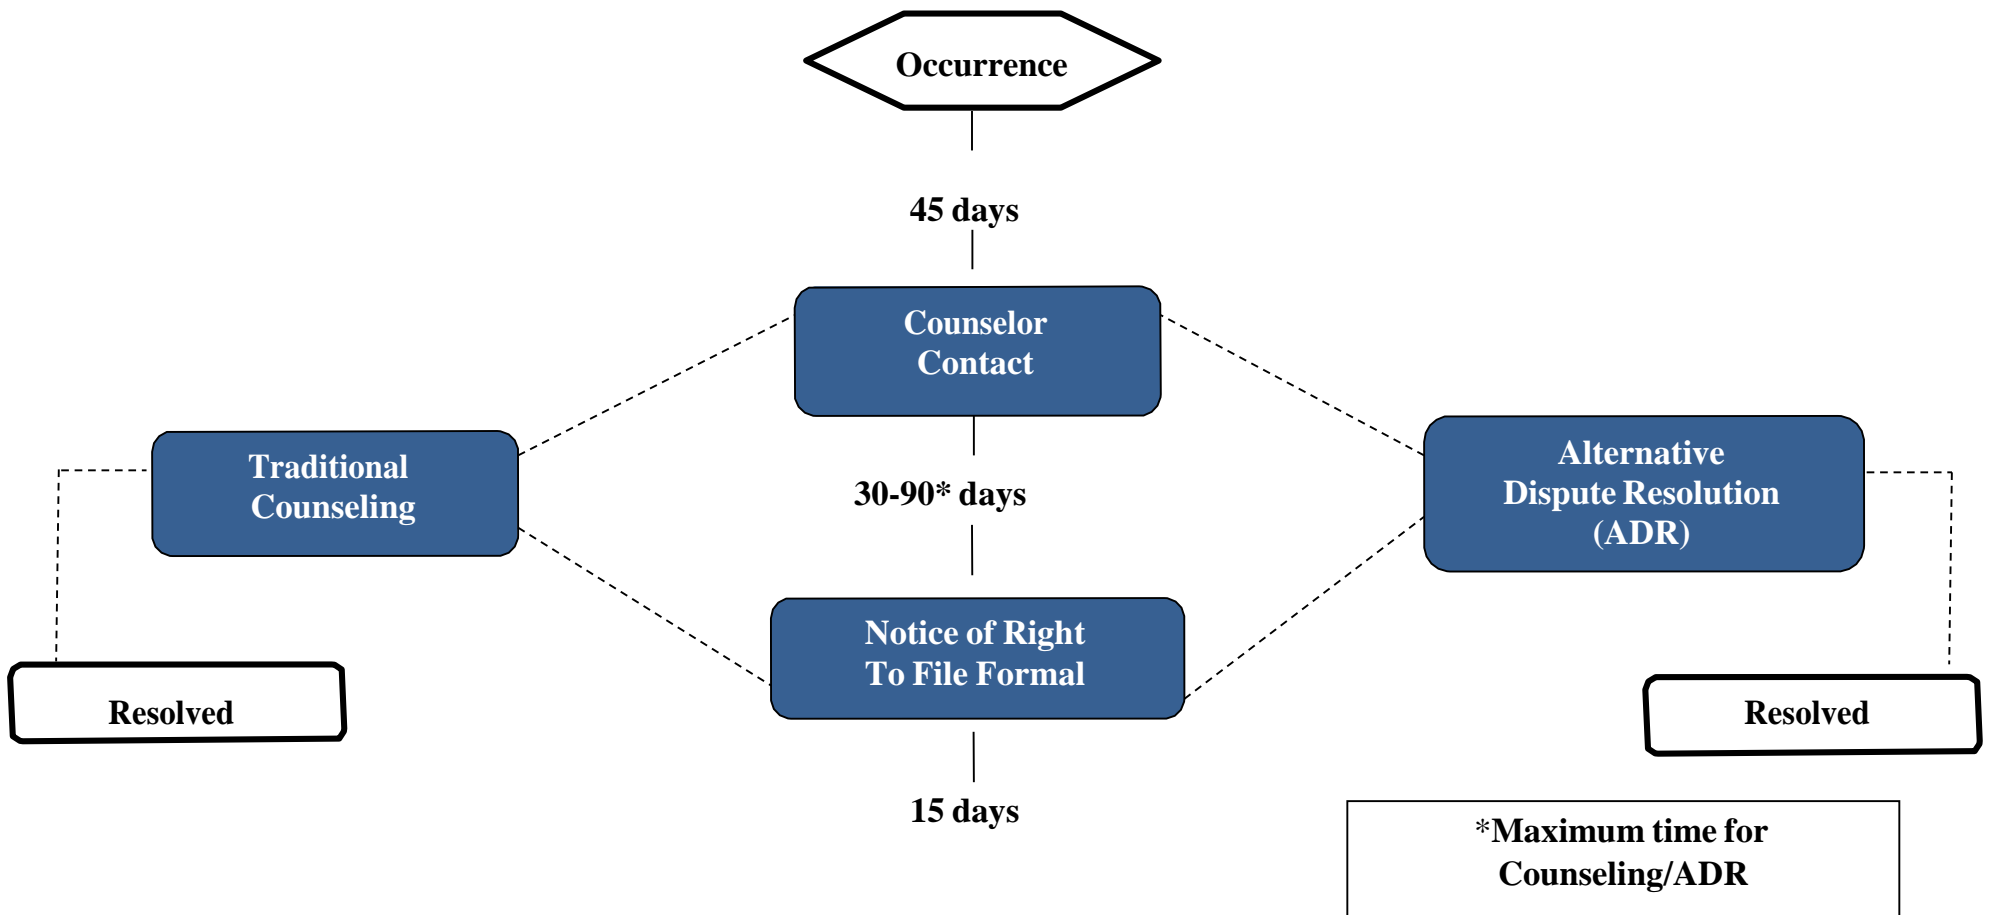 Occurrence
45 days
Counselor
Contact
Traditional
Counseling
30-90* days
Alternative
Dispute Resolution
(ADR)
Notice of Right
To File Formal
Resolved
Resolved
15 days
*Maximum time for
Counseling/ADR